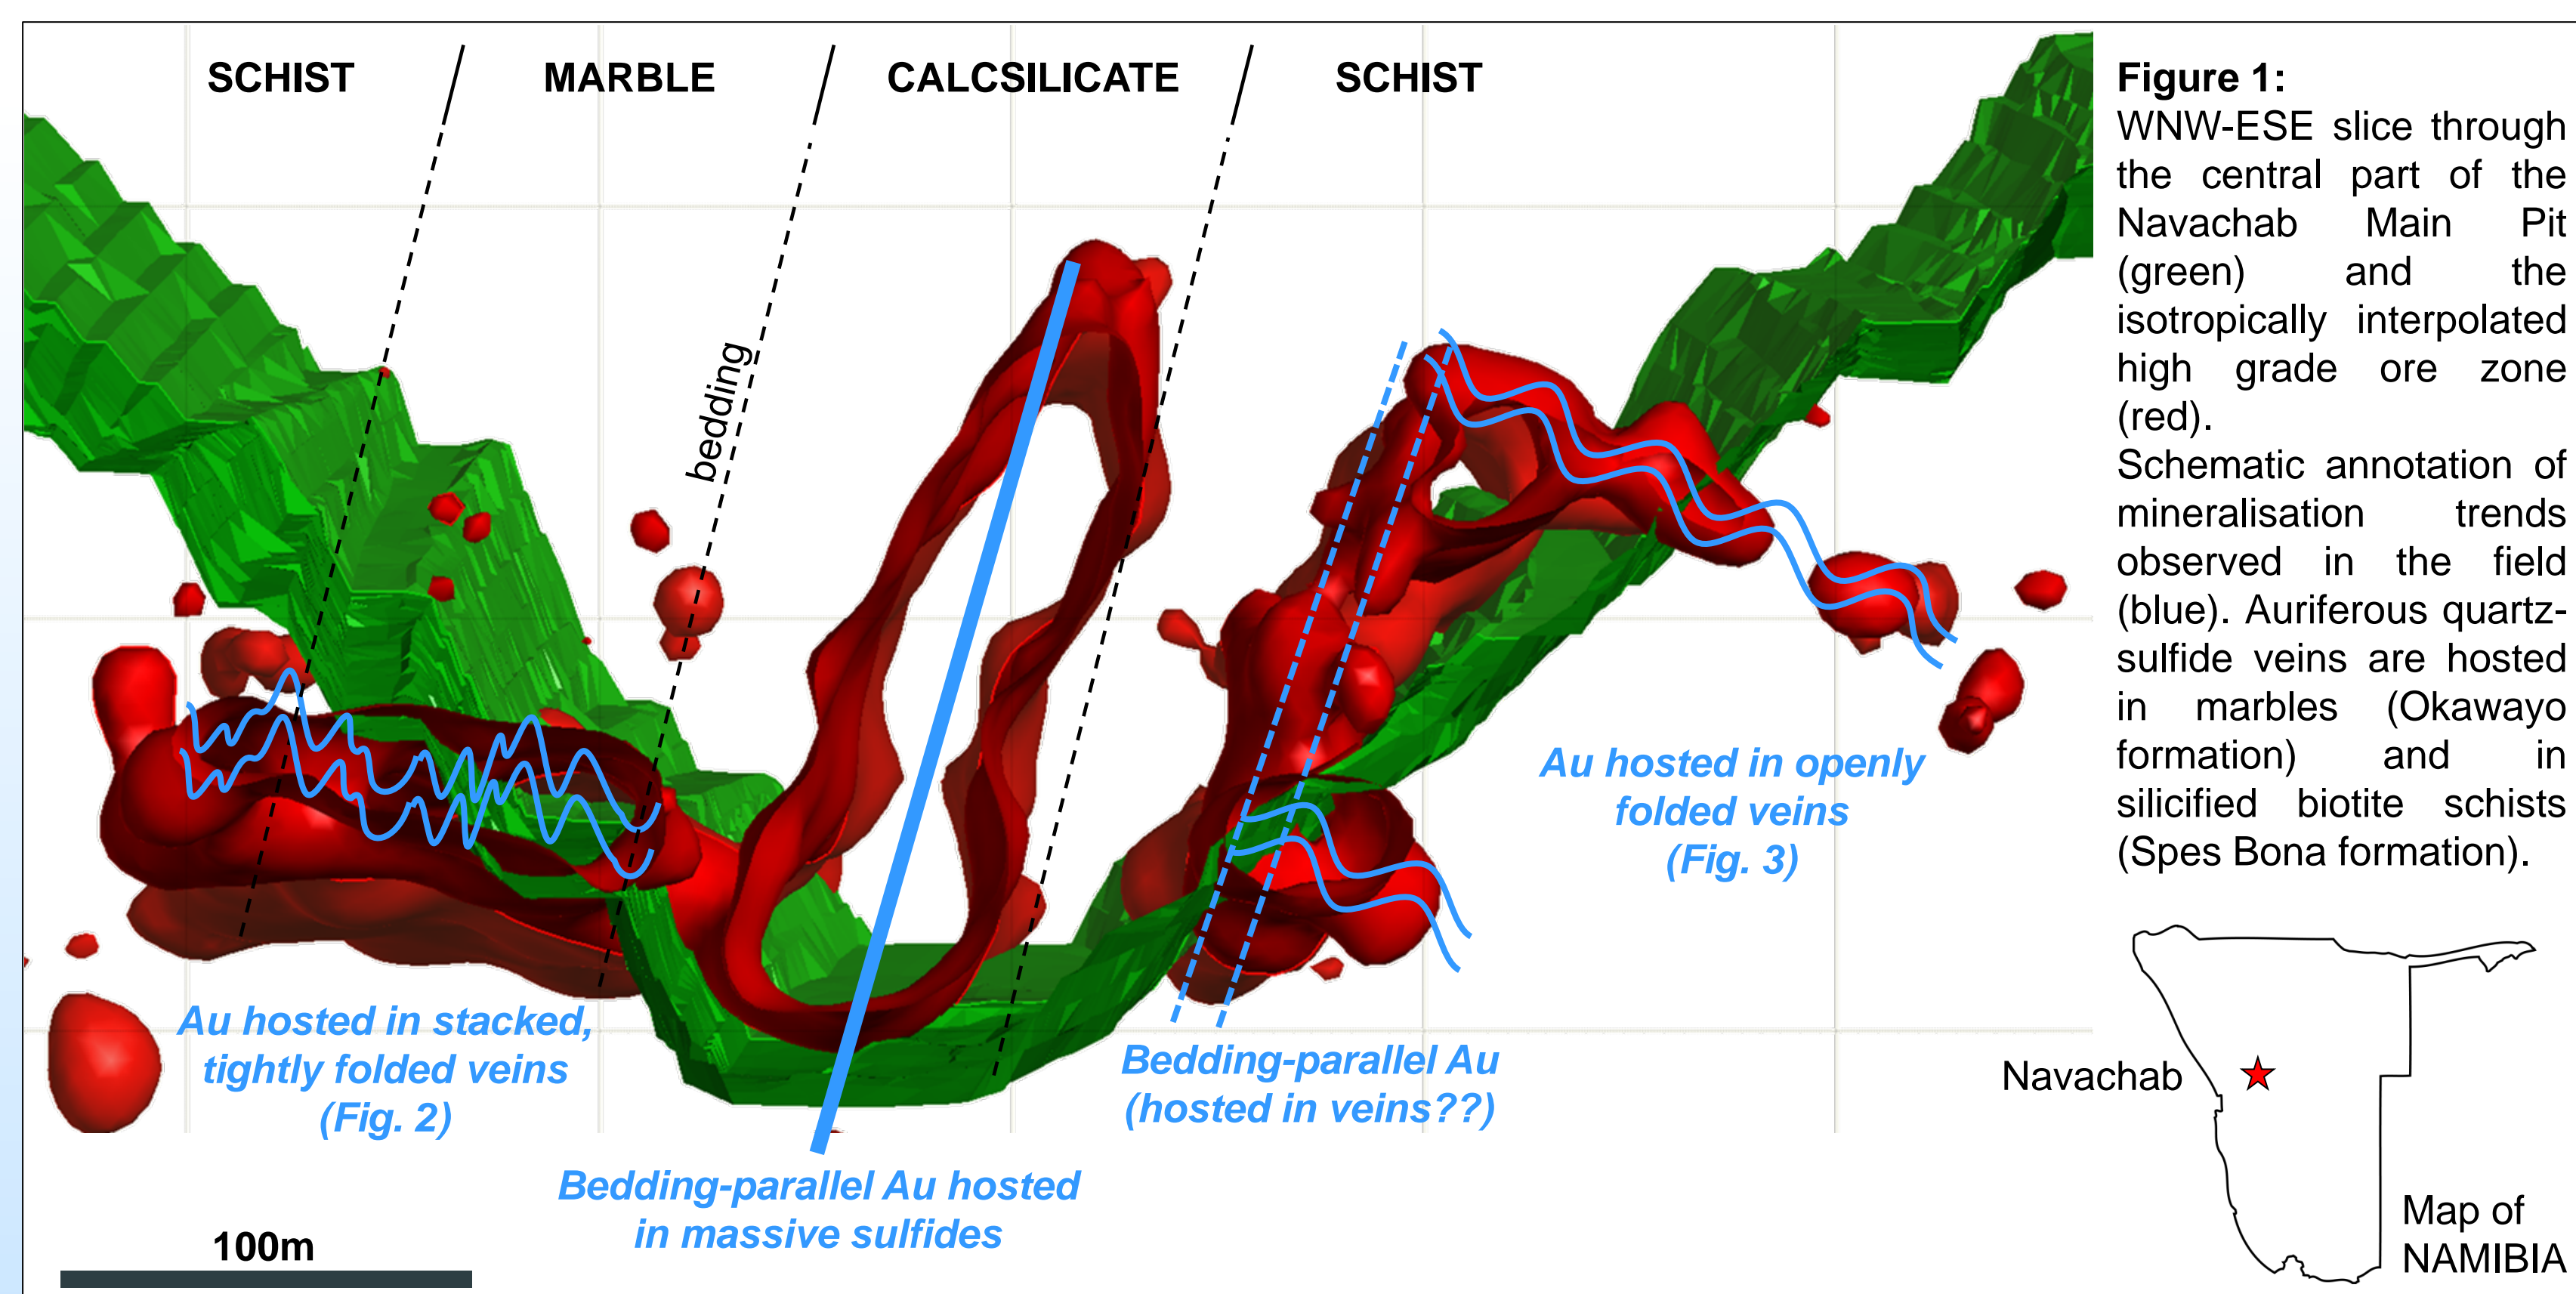 SCHIST
MARBLE
CALCSILICATE
SCHIST
bedding
Au hosted in stacked,
tightly folded veins
(Fig. 2)
Bedding-parallel Au hosted
in massive sulfides
Bedding-parallel Au
(hosted in veins??)
Au hosted in openly
folded veins
(Fig. 3)
100m
Figure 1:
WNW-ESE slice through
the central part of the
Navachab Main Pit
(green) and the
isotropically interpolated
high grade ore zone
(red).
Schematic annotation of
mineralisation trends
observed in the field
(blue). Auriferous quartz-
sulfide veins are hosted
in marbles (Okawayo
formation) and in
silicified biotite schists
(Spes Bona formation).
Navachab
Map of
NAMIBIA